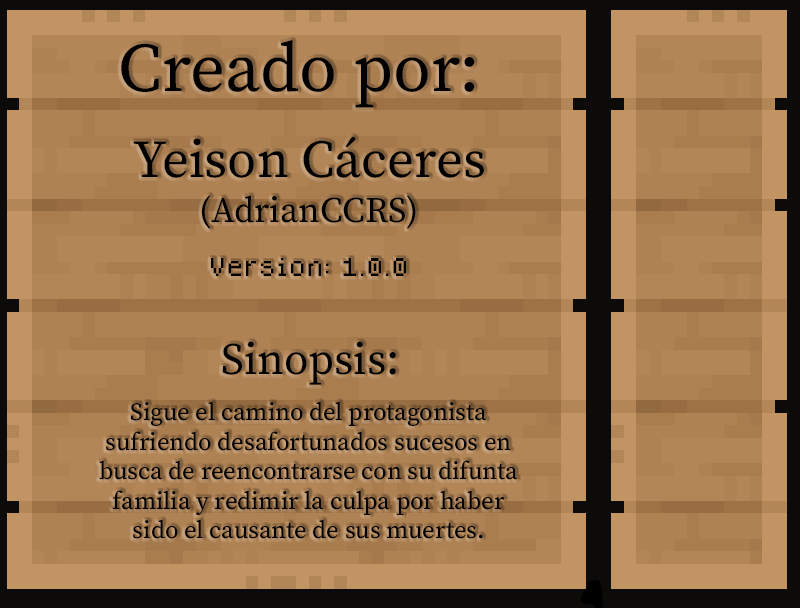 Creado por:
Yeison Cáceres
(AdrianCCRS)
Version: 1.0.0
Sinopsis:
Sigue el camino del protagonista
sufriendo desafortunados sucesos en
busca de reencontrarse con su difunta
familia y redimir la culpa por haber
sido el causante de sus muertes.